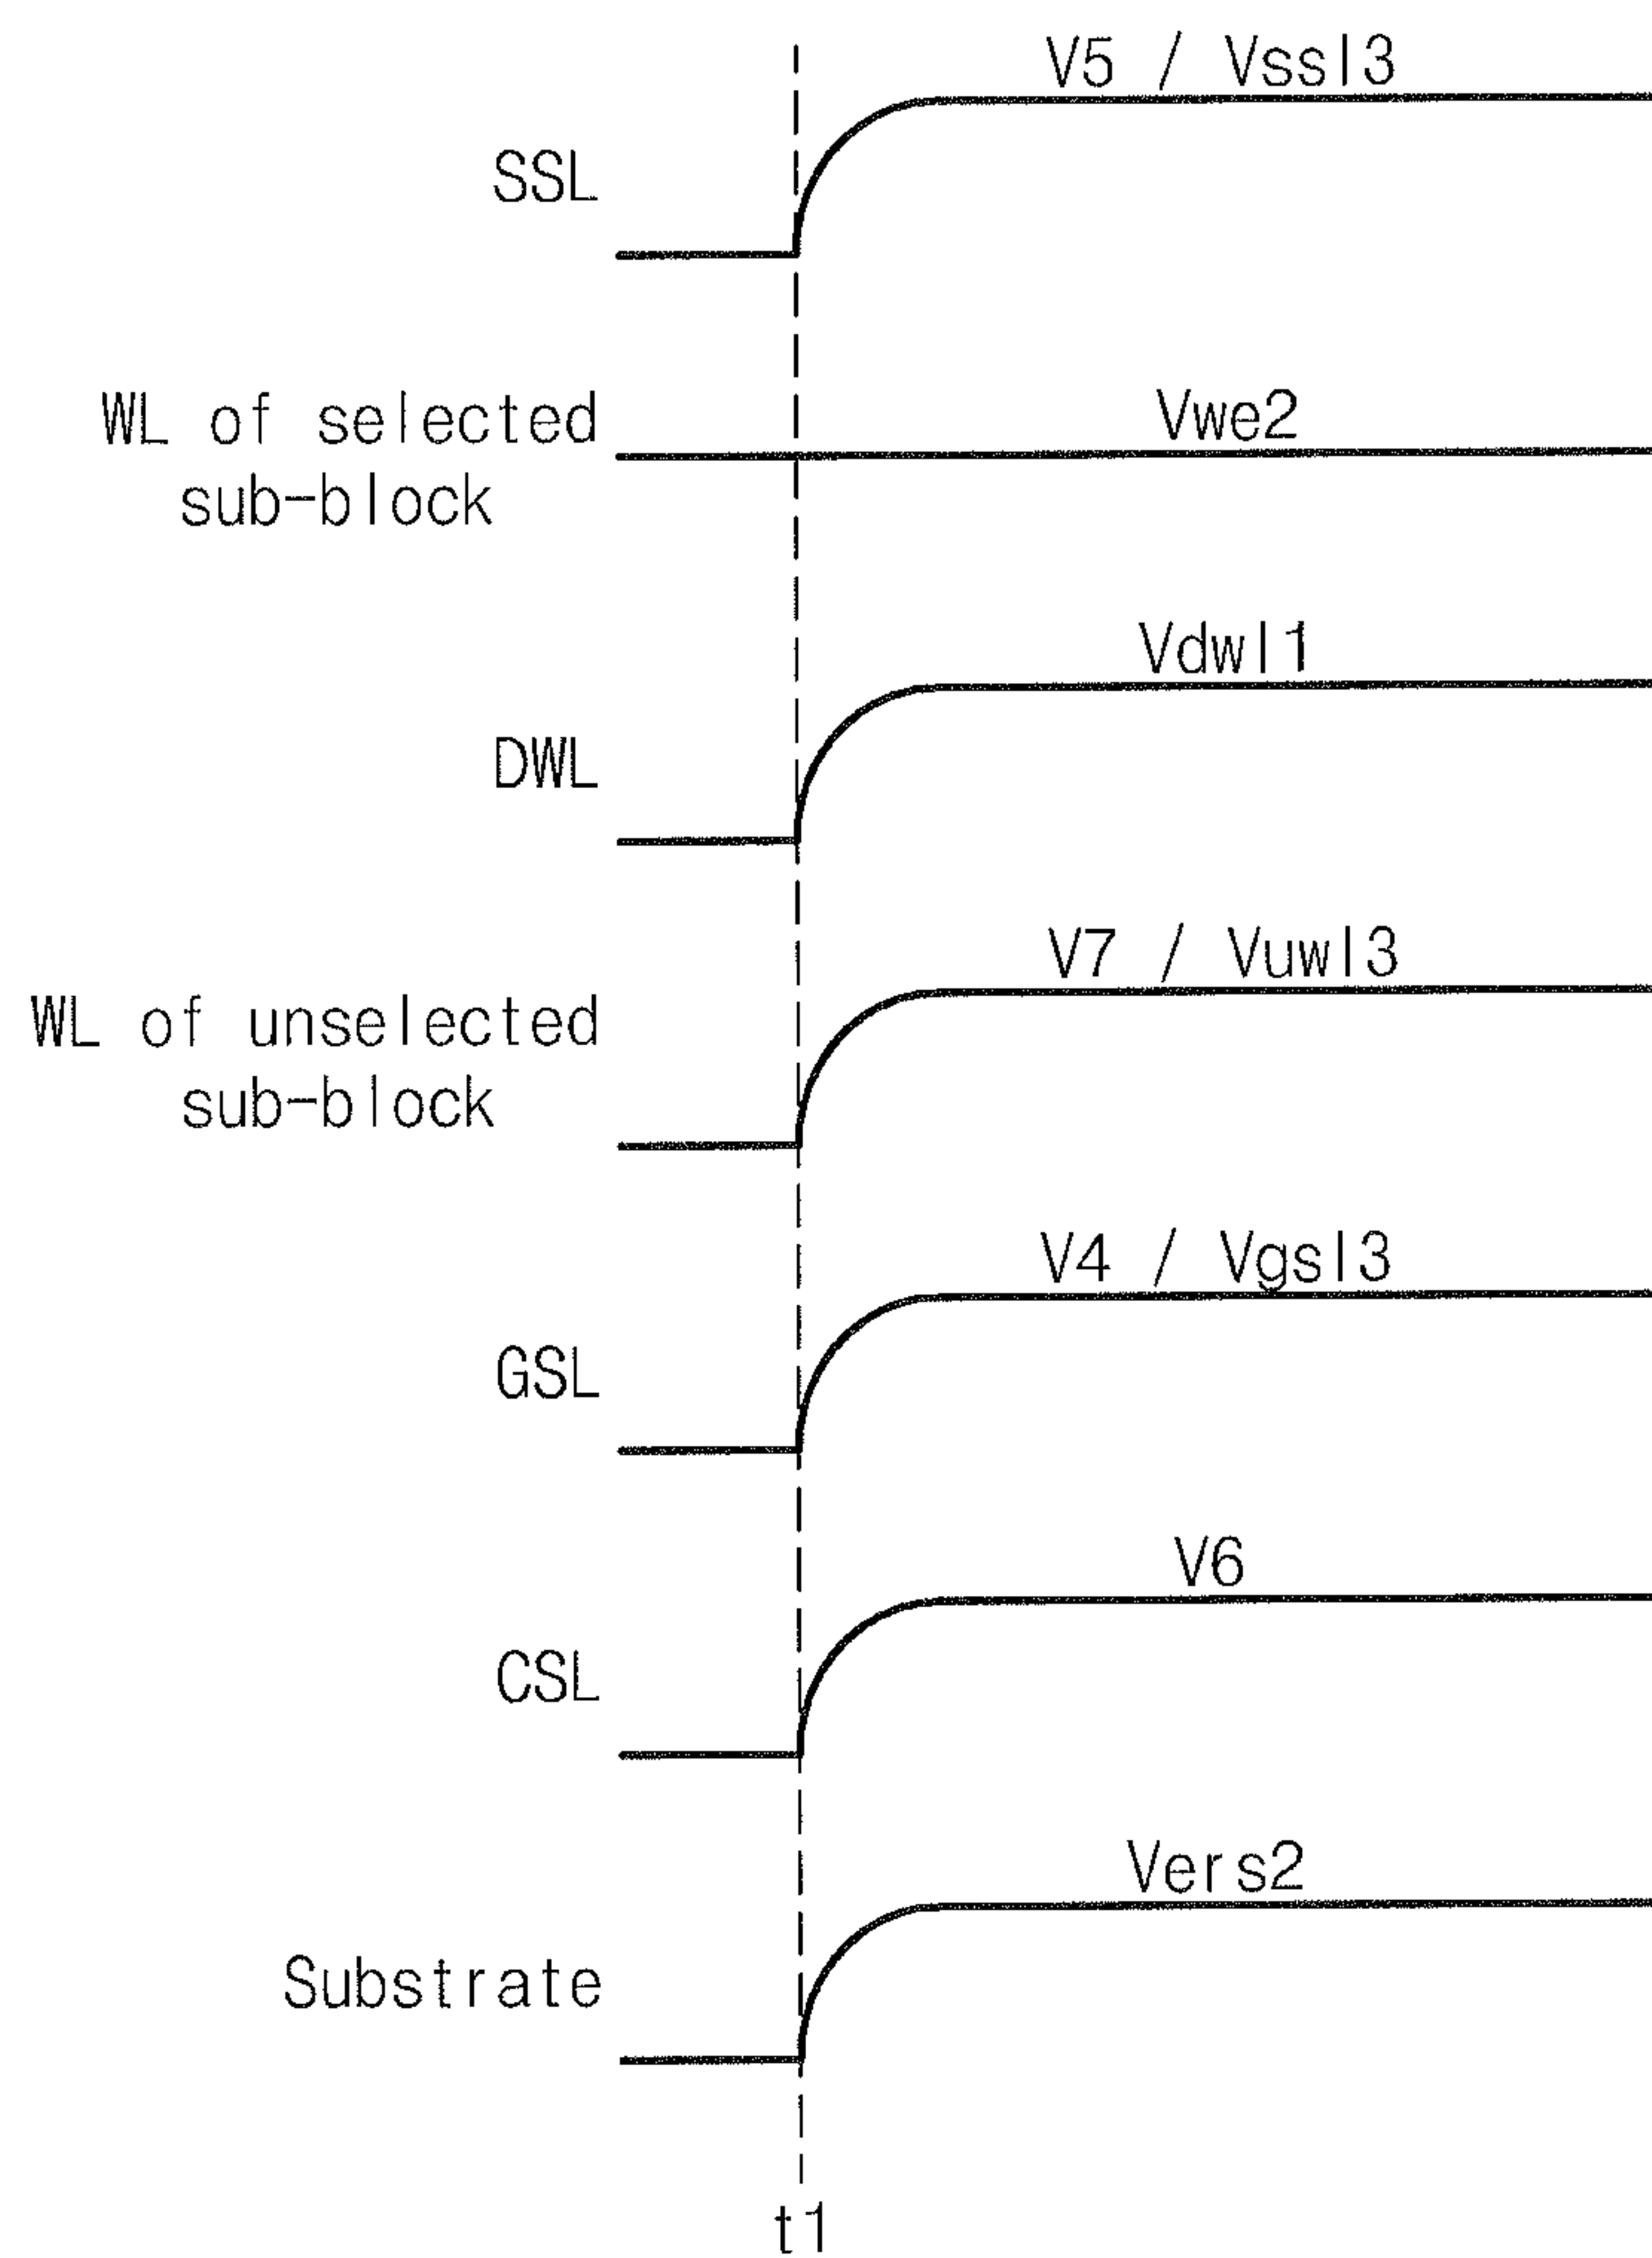 V5 / Vssl3
SSL
Vwe2
WL of selected
sub-block
Vdwl1
DWL
V7 / Vuwl3
WL of unselected
sub-block
V4 / Vgsl3
GSL
V6
CSL
Vers2
Substrate
t1